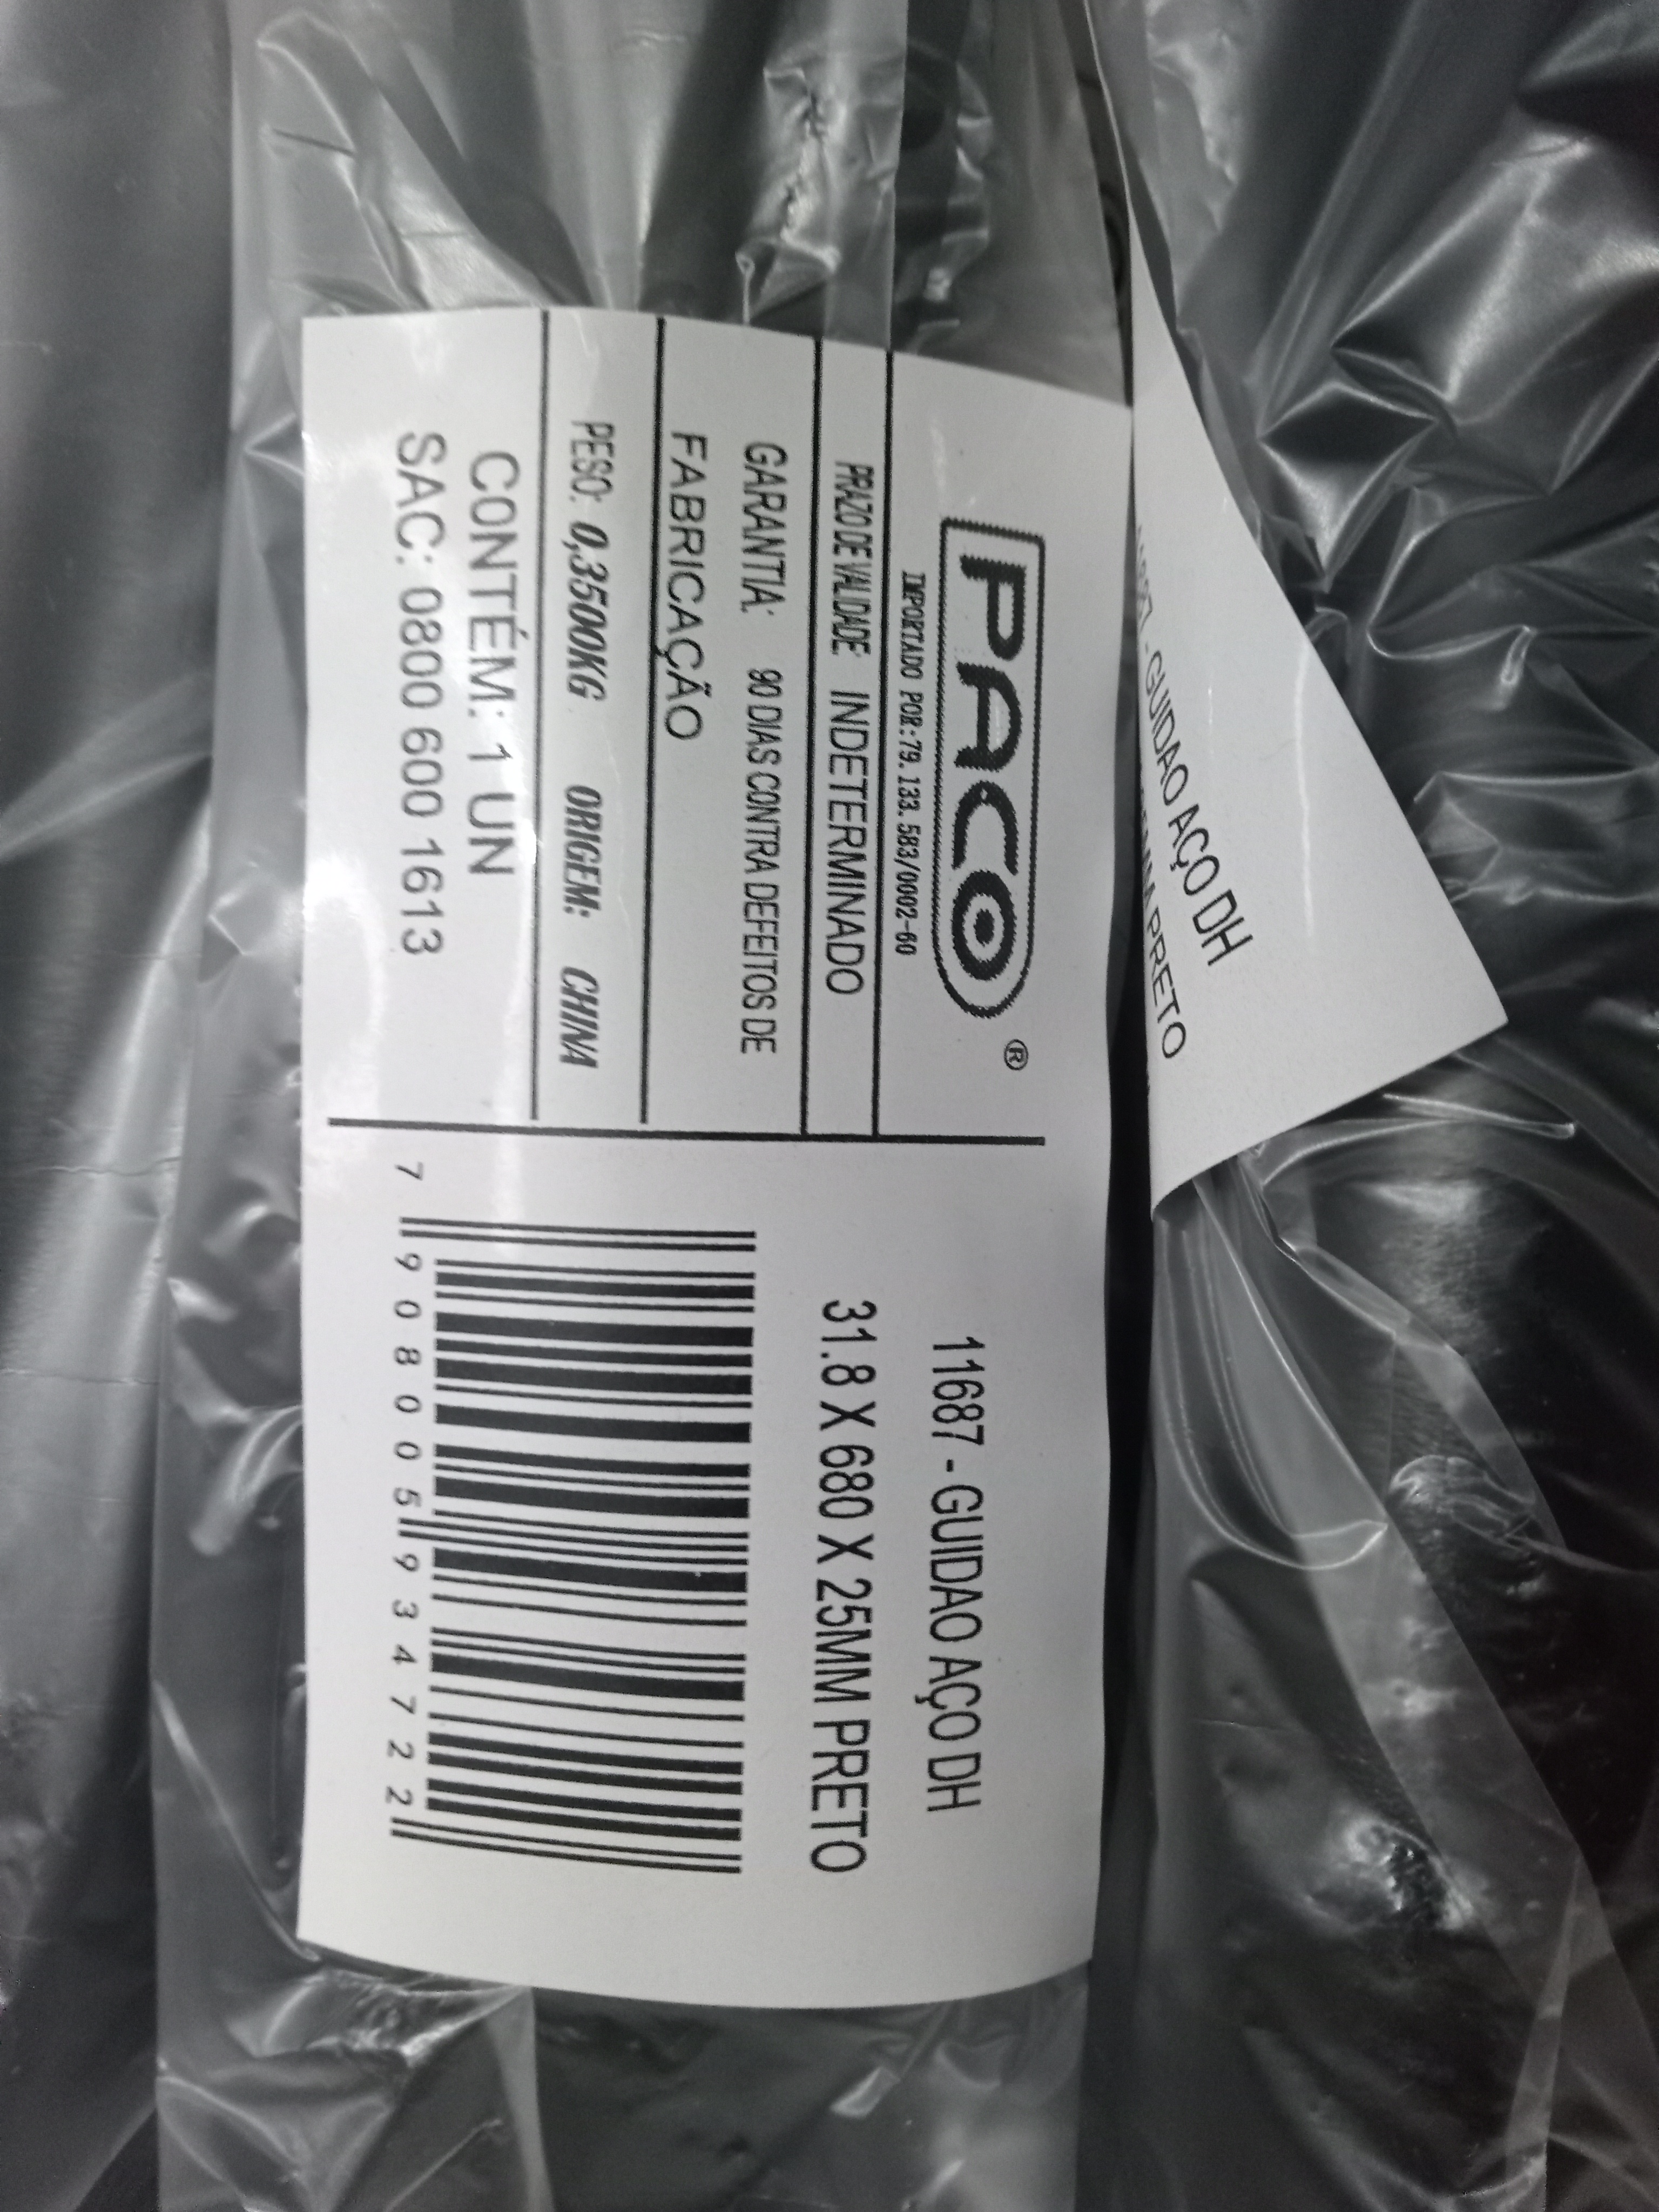 PACO ®
IMPORTADO POR:79.133.583/0002-60
PRAZO DE VALIDADE: INDETERMINADO
GARANTIA: 90 DIAS CONTRA DEFEITOS DE
FABRICAÇÃO
PESO: 0,3500KG ORIGEM: CHINA
CONTÉM: 1 UN
SAC: 0800 600 1613
11687 - GUIDAO AÇO DH
31.8 X 680 X 25MM PRETO
7 908005 934722
- GUIDAO AÇO DH
PRETO